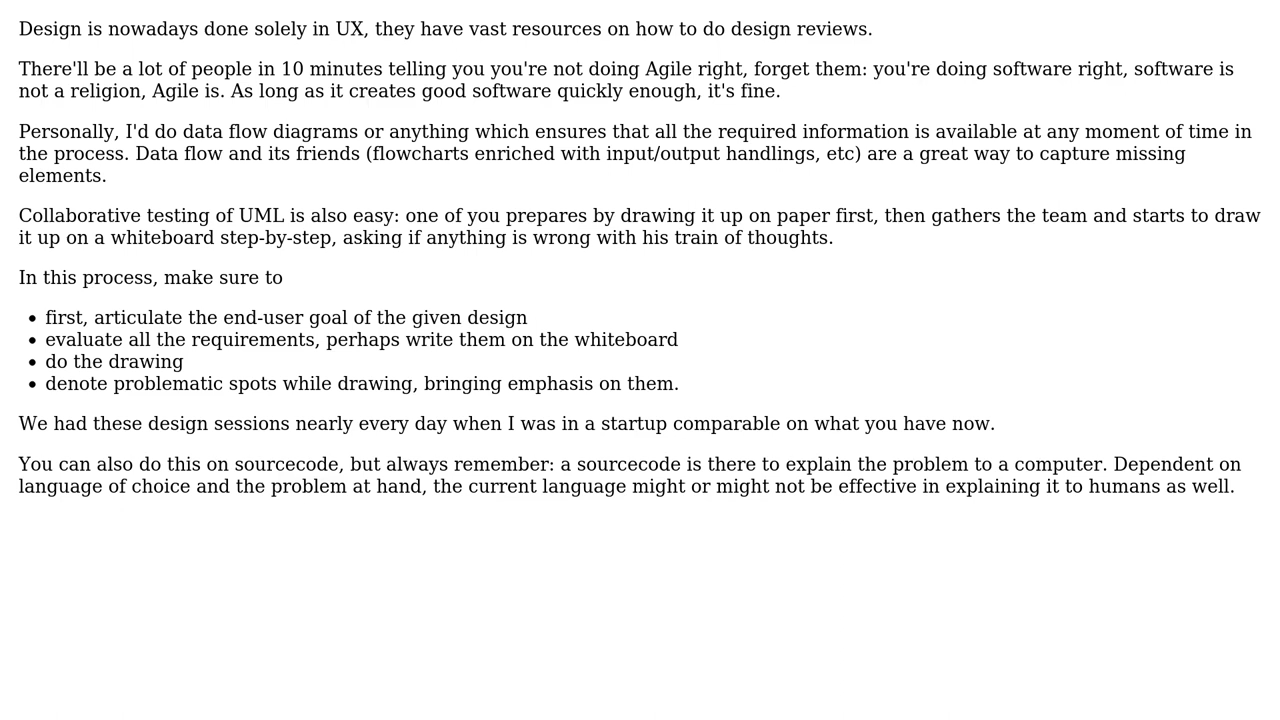 Design is nowadays done solely in UX, they have vast resources on how to do design reviews.
There'll be a lot of people in 10 minutes telling you you're not doing Agile right, forget them: you're doing software right, software is
not a religion, Agile is. As long as it creates good software quickly enough, it's fine.
Personally, I'd do data flow diagrams or anything which ensures that all the required information is available at any moment of time in
the process. Data flow and its friends (flowcharts enriched with input/output handlings, etc) are a great way to capture missing
elements.
Collaborative testing of UML is also easy: one of you prepares by drawing it up on paper first, then gathers the team and starts to draw
it up on a whiteboard step-by-step, asking if anything is wrong with his train of thoughts.
In this process, make sure to
• first, articulate the end-user goal of the given design
• evaluate all the requirements, perhaps write them on the whiteboard
• do the drawing
• denote problematic spots while drawing, bringing emphasis on them.
We had these design sessions nearly every day when I was in a startup comparable on what you have now.
You can also do this on sourcecode, but always remember: a sourcecode is there to explain the problem to a computer. Dependent on
language of choice and the problem at hand, the current language might or might not be effective in explaining it to humans as well.